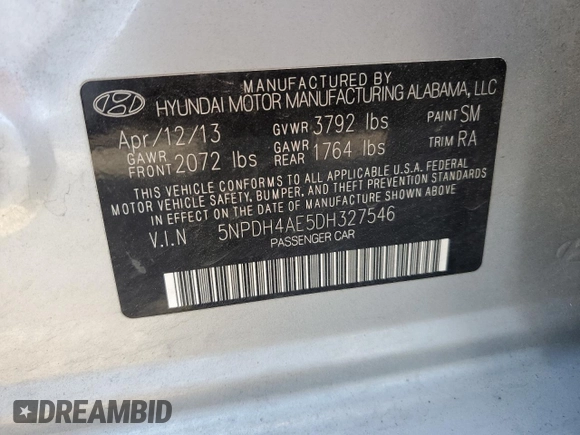 MANUFACTURED BY
HYUNDAI MOTOR MANUFACTURING ALABAMA, LLC
Apr/12/13 GVWR 3792 lbs PAINT SM
GAWR FRONT 2072 lbs GAWR REAR 1764 lbs TRIM RA
THIS VEHICLE CONFORMS TO ALL APPLICABLE U.S.A. FEDERAL
MOTOR VEHICLE SAFETY, BUMPER, AND THEFT PREVENTION STANDARDS
IN EFFECT ON THE DATE OF MANUFACTURE SHOWN ABOVE
V.I.N 5NPDH4AE5DH327546
PASSENGER CAR
DREAMBID